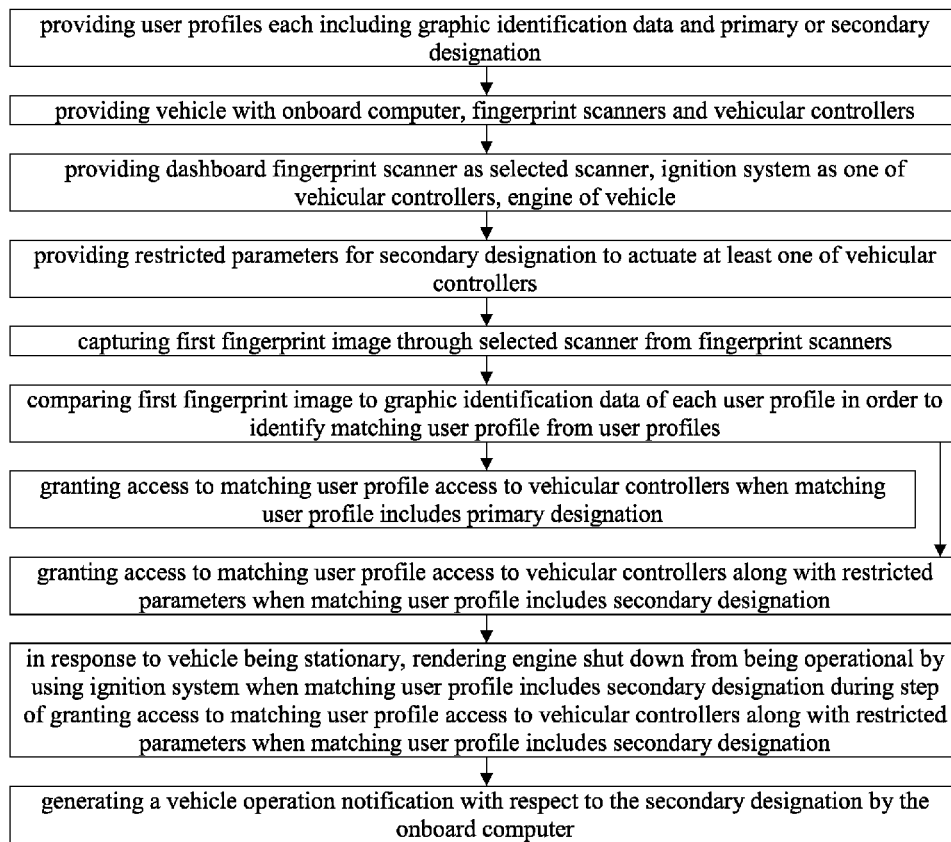 providing user profiles each including graphic identification data and primary or secondary
designation
providing vehicle with onboard computer, fingerprint scanners and vehicular controllers
providing dashboard fingerprint scanner as selected scanner, ignition system as one of
vehicular controllers, engine of vehicle
providing restricted parameters for secondary designation to actuate at least one of vehicular
controllers
capturing first fingerprint image through selected scanner from fingerprint scanners
comparing first fingerprint image to graphic identification data of each user profile in order to
identify matching user profile from user profiles
granting access to matching user profile access to vehicular controllers when matching
user profile includes primary designation
granting access to matching user profile access to vehicular controllers along with restricted
parameters when matching user profile includes secondary designation
in response to vehicle being stationary, rendering engine shut down from being operational by
using ignition system when matching user profile includes secondary designation during step
of granting access to matching user profile access to vehicular controllers along with restricted
parameters when matching user profile includes secondary designation
generating a vehicle operation notification with respect to the secondary designation by the
onboard computer